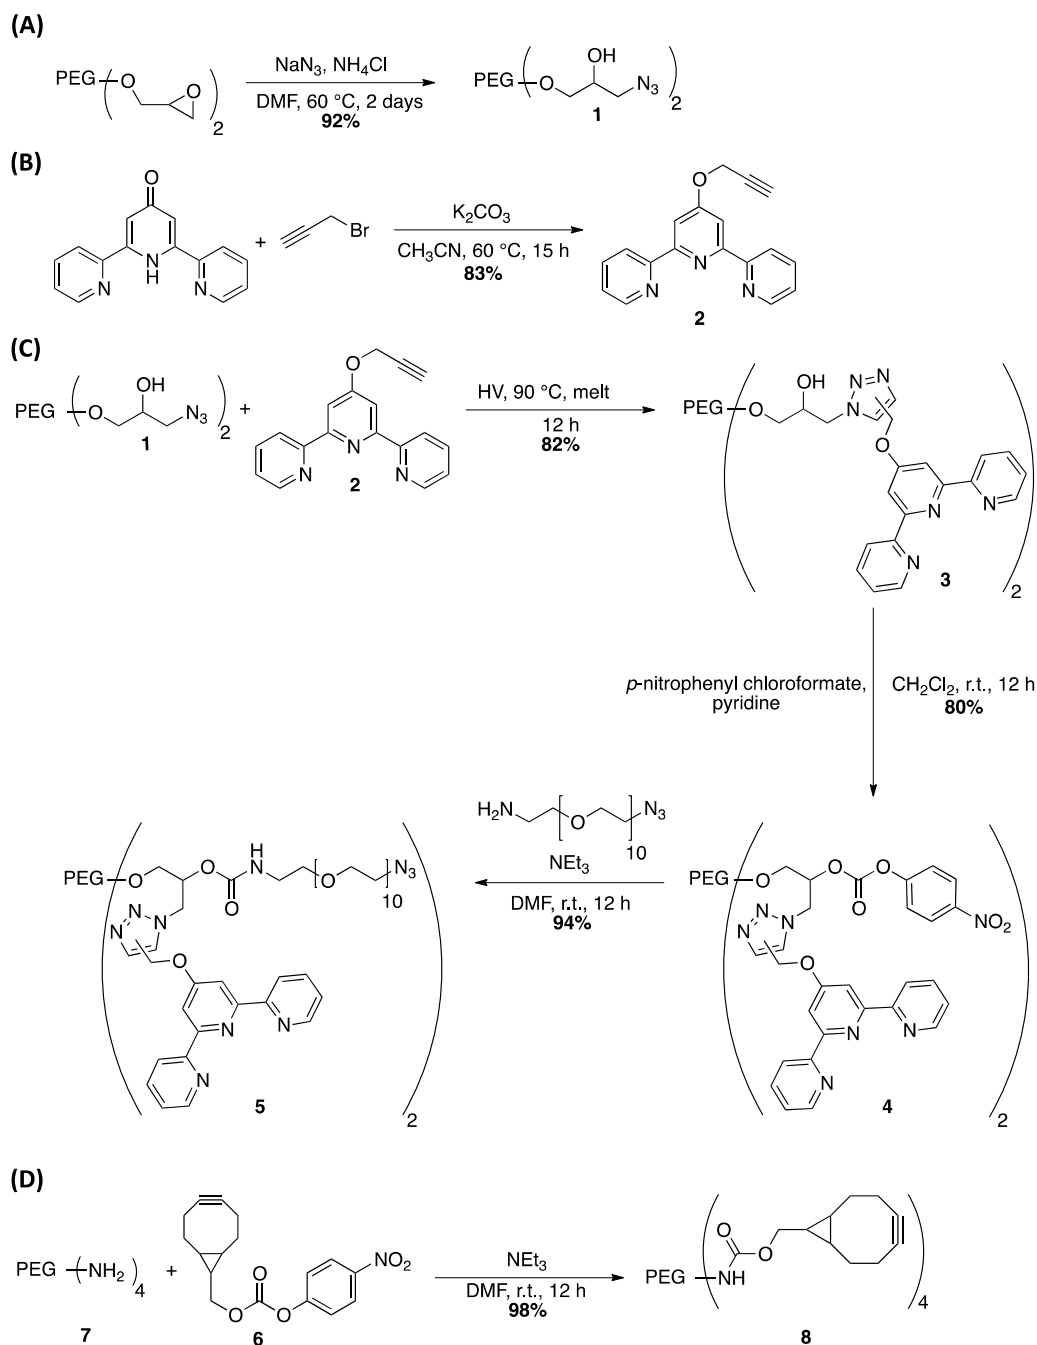 (A)
PEG
O
O
2
NaN3, NH4Cl
DMF, 60 °C, 2 days
92%
PEG
O
OH
N3
2
1
(B)
O
N
H
N
N
+
Br
K2CO3
CH3CN, 60 °C, 15 h
83%
O
N
N
N
2
(C)
PEG
O
OH
N3
2
1
+
O
N
N
N
2
HV, 90 °C, melt
12 h
82%
PEG
O
OH
N
N
N
O
N
N
N
3
2
p-nitrophenyl chloroformate,
pyridine
CH2Cl2, r.t., 12 h
80%
PEG
O
O
O
O
NO2
N
N
N
O
N
N
N
4
2
H2N
O
N3
10
NEt3
DMF, r.t., 12 h
94%
PEG
O
O
O
H
N
O
N3
10
N
N
N
O
N
N
N
5
2
(D)
PEG
NH2
4
7
+
O
O
O
NO2
6
NEt3
DMF, r.t., 12 h
98%
PEG
NH
O
O
4
8